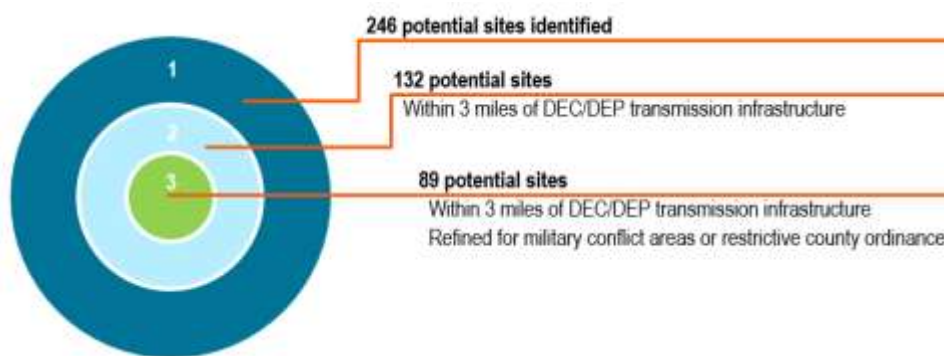 246 potential sites identified
1
132 potential sites
Within 3 miles of DEC/DEP transmission infrastructure
2
3
89 potential sites
Within 3 miles of DEC/DEP transmission infrastructure
Refined for military conflict areas or restrictive county ordinance